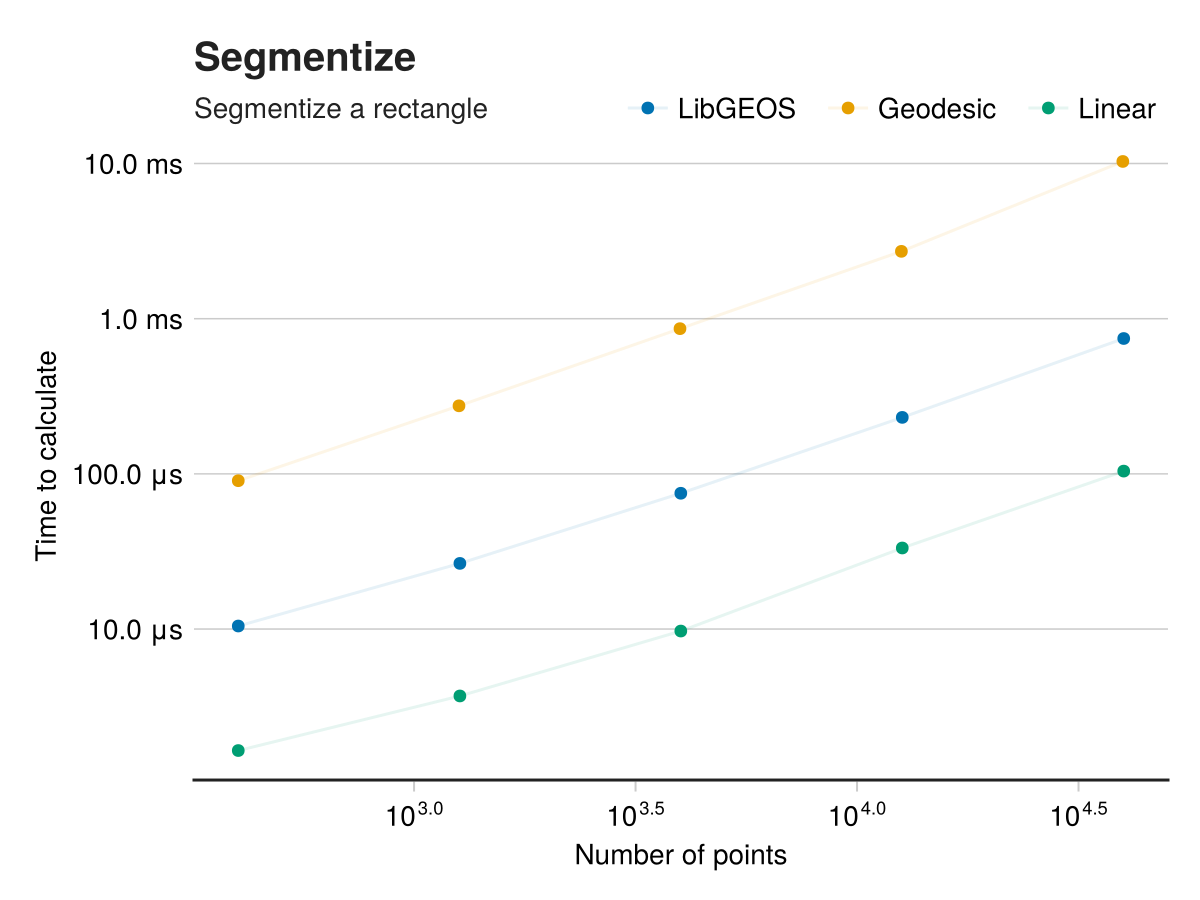 Segmentize
Segmentize a rectangle
LibGEOS Geodesic Linear
10.0 ms
1.0 ms
100.0 µs
10.0 µs
Time to calculate
10^3.0 10^3.5 10^4.0 10^4.5
Number of points